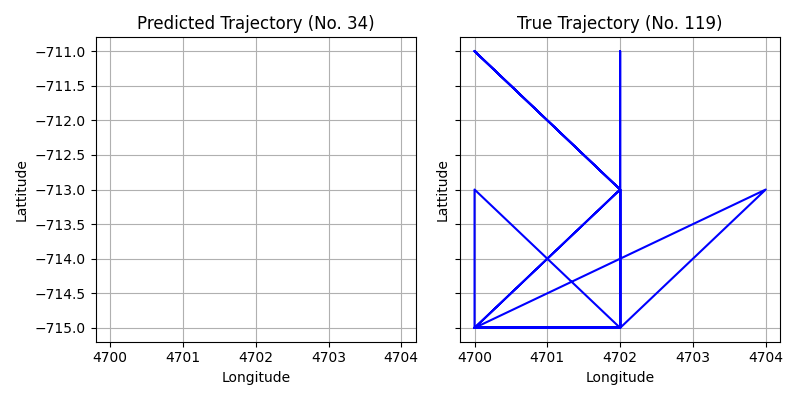 Predicted Trajectory (No. 34)
True Trajectory (No. 119)
−711.0
−711.5
−712.0
−712.5
−713.0
−713.5
−714.0
−714.5
−715.0
Lattitude
Lattitude
4700 4701 4702 4703 4704
4700 4701 4702 4703 4704
Longitude
Longitude